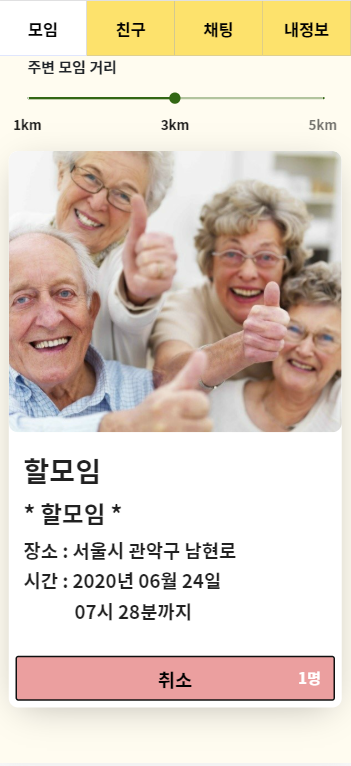 모임 친구 채팅 내정보
주변 모임 거리
1km 3km 5km
할모임
* 할모임 *
장소 : 서울시 관악구 남현로
시간 : 2020년 06월 24일
07시 28분까지
취소 1명